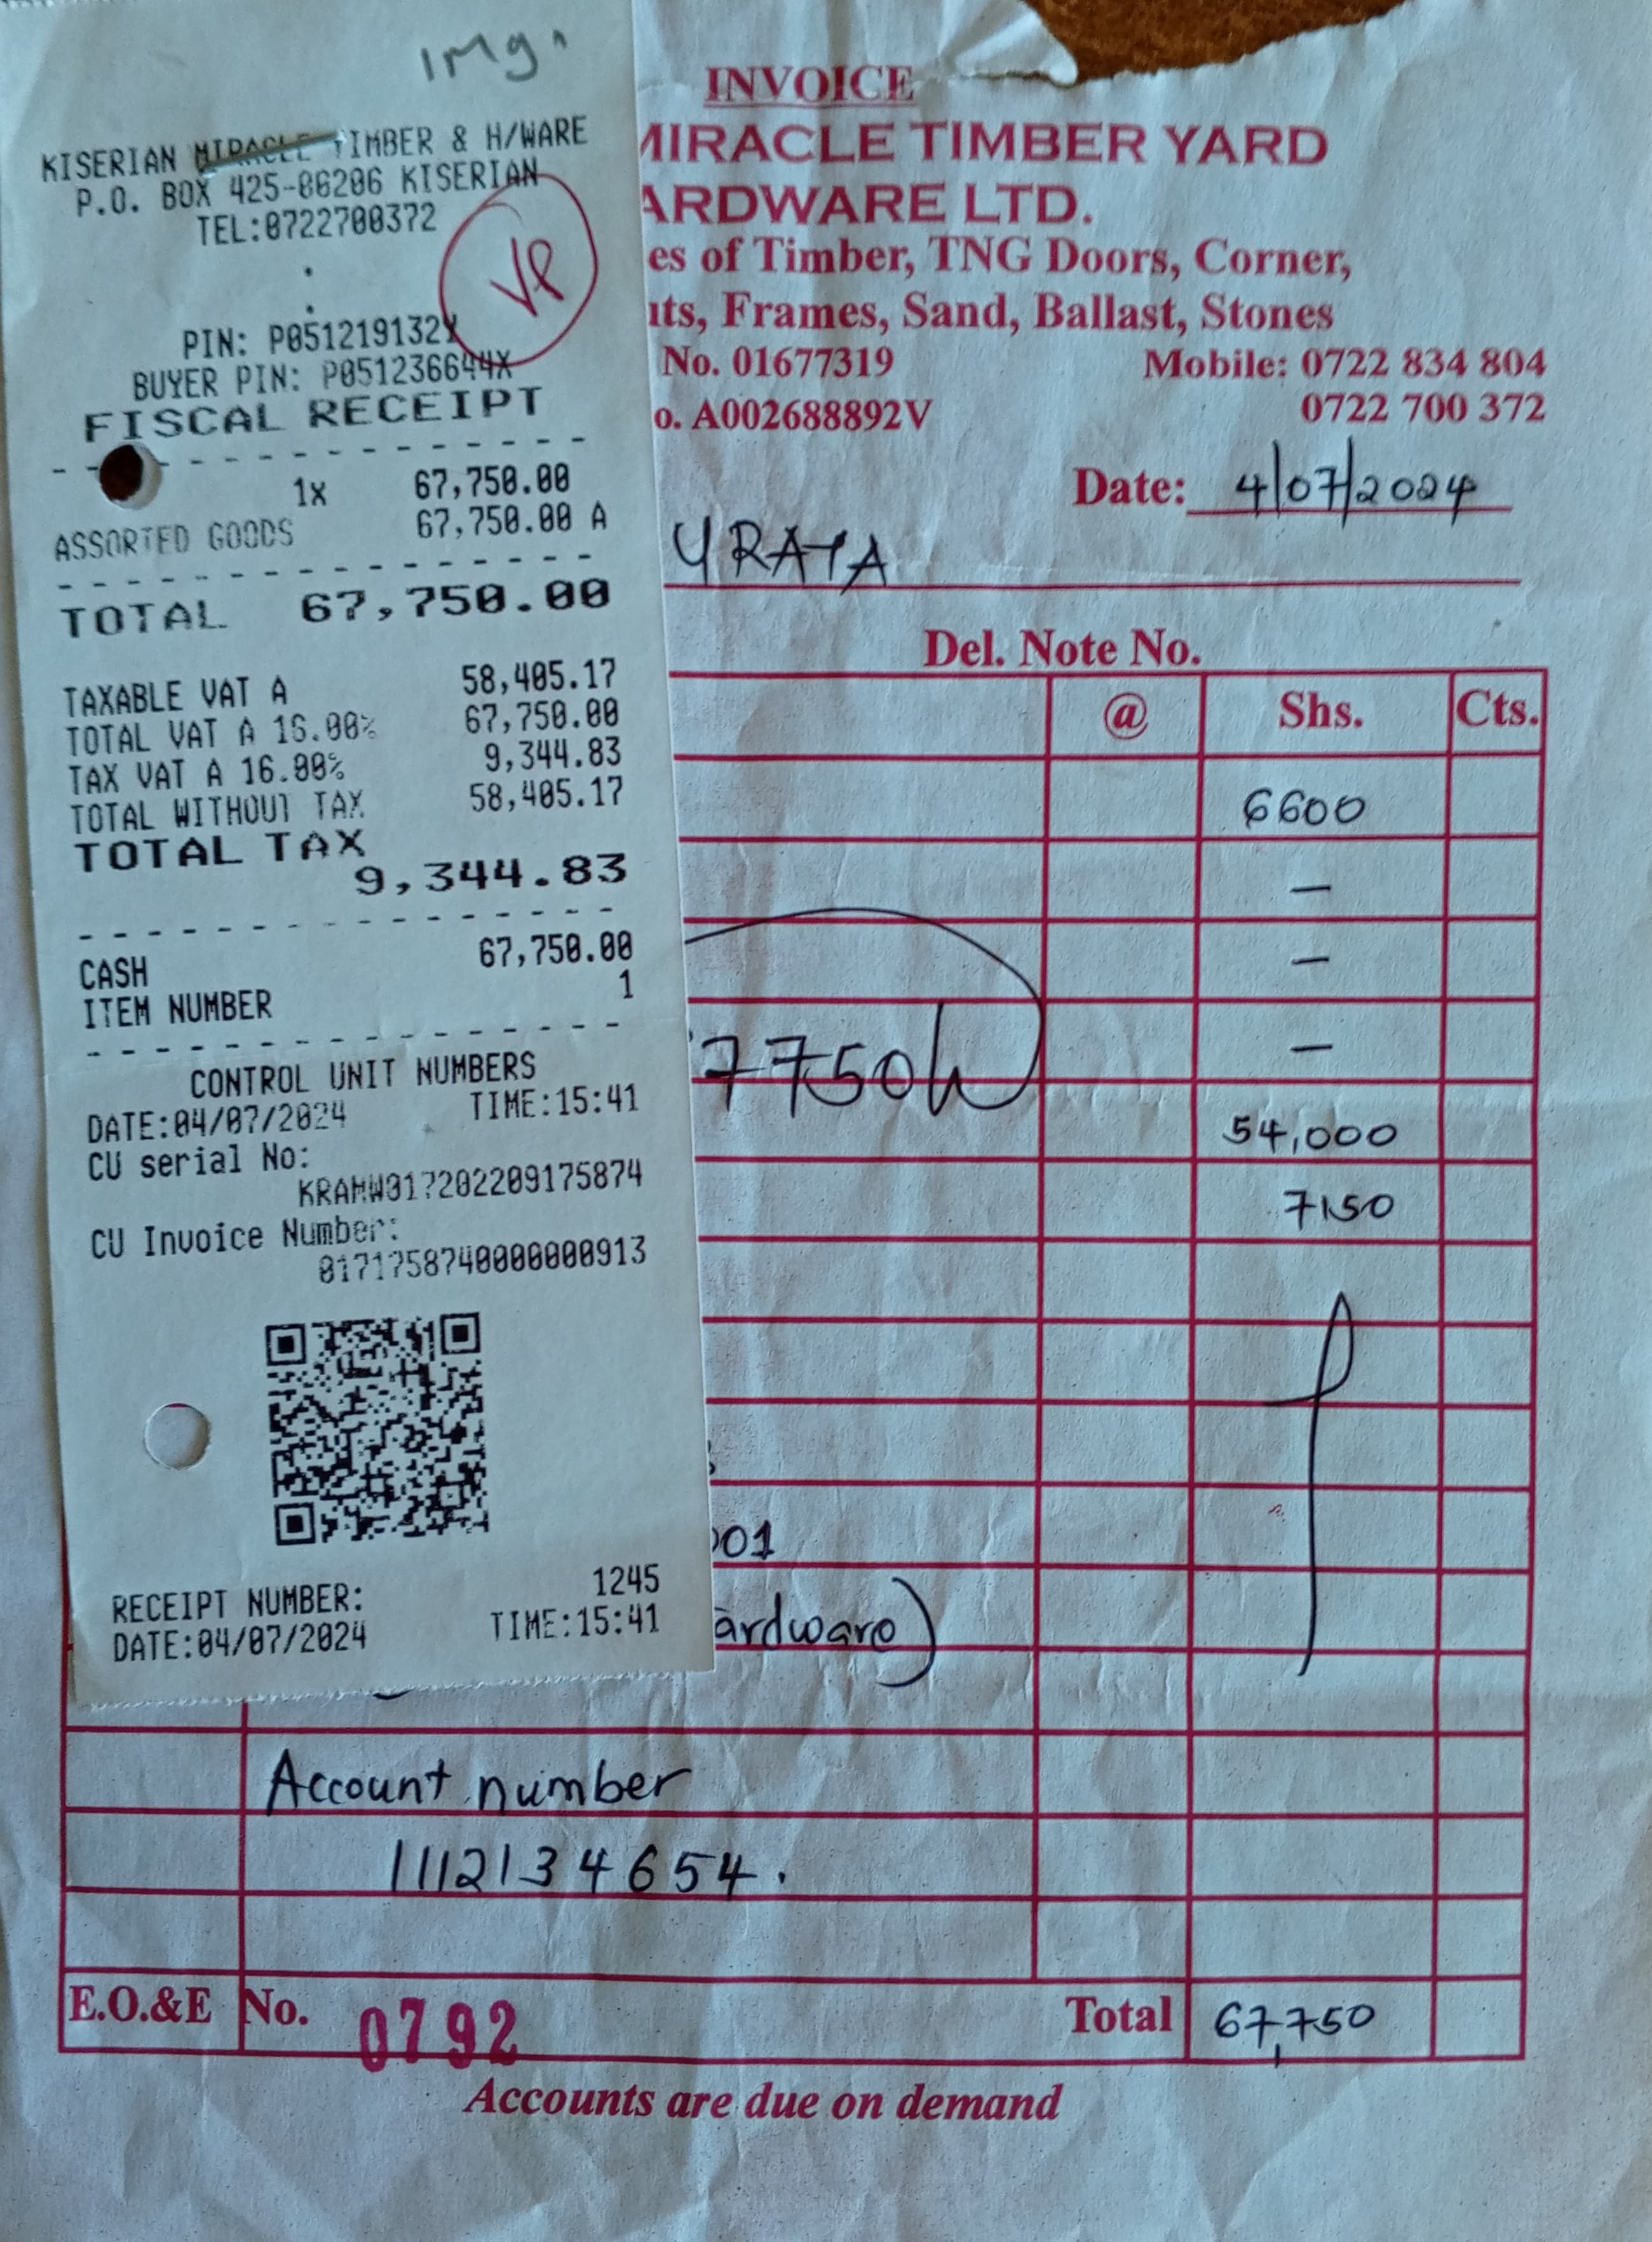 1mg.
KISERIAN MIRACLE TIMBER & H/WARE
P.O. BOX 425-00206 KISERIAN
TEL:0722700372
.
.
VP
PIN: P051219132Y
BUYER PIN: P051236644X
FISCAL RECEIPT
1x 67,750.00
ASSORTED GOODS 67,750.00 A
TOTAL 67,750.00
TAXABLE VAT A 58,405.17
TOTAL VAT A 16.00% 67,750.00
TAX VAT A 16.00% 9,344.83
TOTAL WITHOUT TAX 58,405.17
TOTAL TAX
9,344.83
CASH 67,750.00
ITEM NUMBER 1
CONTROL UNIT NUMBERS
DATE:04/07/2024 TIME:15:41
CU serial No:
KRAMW017202209175874
CU Invoice Number:
0171758740000000913
RECEIPT NUMBER: 1245
DATE:04/07/2024 TIME:15:41
INVOICE
MIRACLE TIMBER YARD
ARDWARE LTD.
es of Timber, TNG Doors, Corner,
uts, Frames, Sand, Ballast, Stones
No. 01677319 Mobile: 0722 834 804
o. A002688892V 0722 700 372
Date: 4/07/2024
YRATA
Del. Note No.
@ Shs. Cts.
6600
—
—
7750
—
54,000
7150
001
ardware)
Account number
1112134654.
E.O.&E No. 0792 Total 67,750
Accounts are due on demand